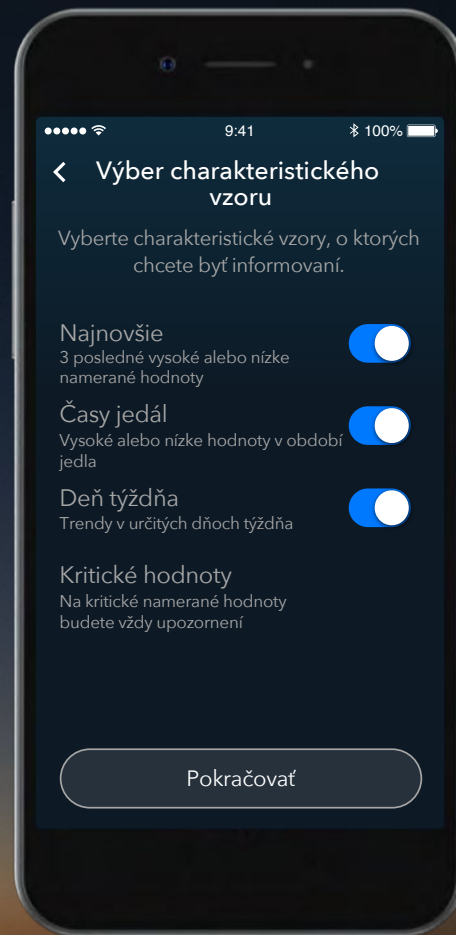 9:41
100%
Výber charakteristického
vzoru
Vyberte charakteristické vzory, o ktorých
chcete byť informovaní.
Najnovšie
3 posledné vysoké alebo nízke
namerané hodnoty
Časy jedál
Vysoké alebo nízke hodnoty v období
jedla
Deň týždňa
Trendy v určitých dňoch týždňa
Kritické hodnoty
Na kritické namerané hodnoty
budete vždy upozornení
Pokračovať